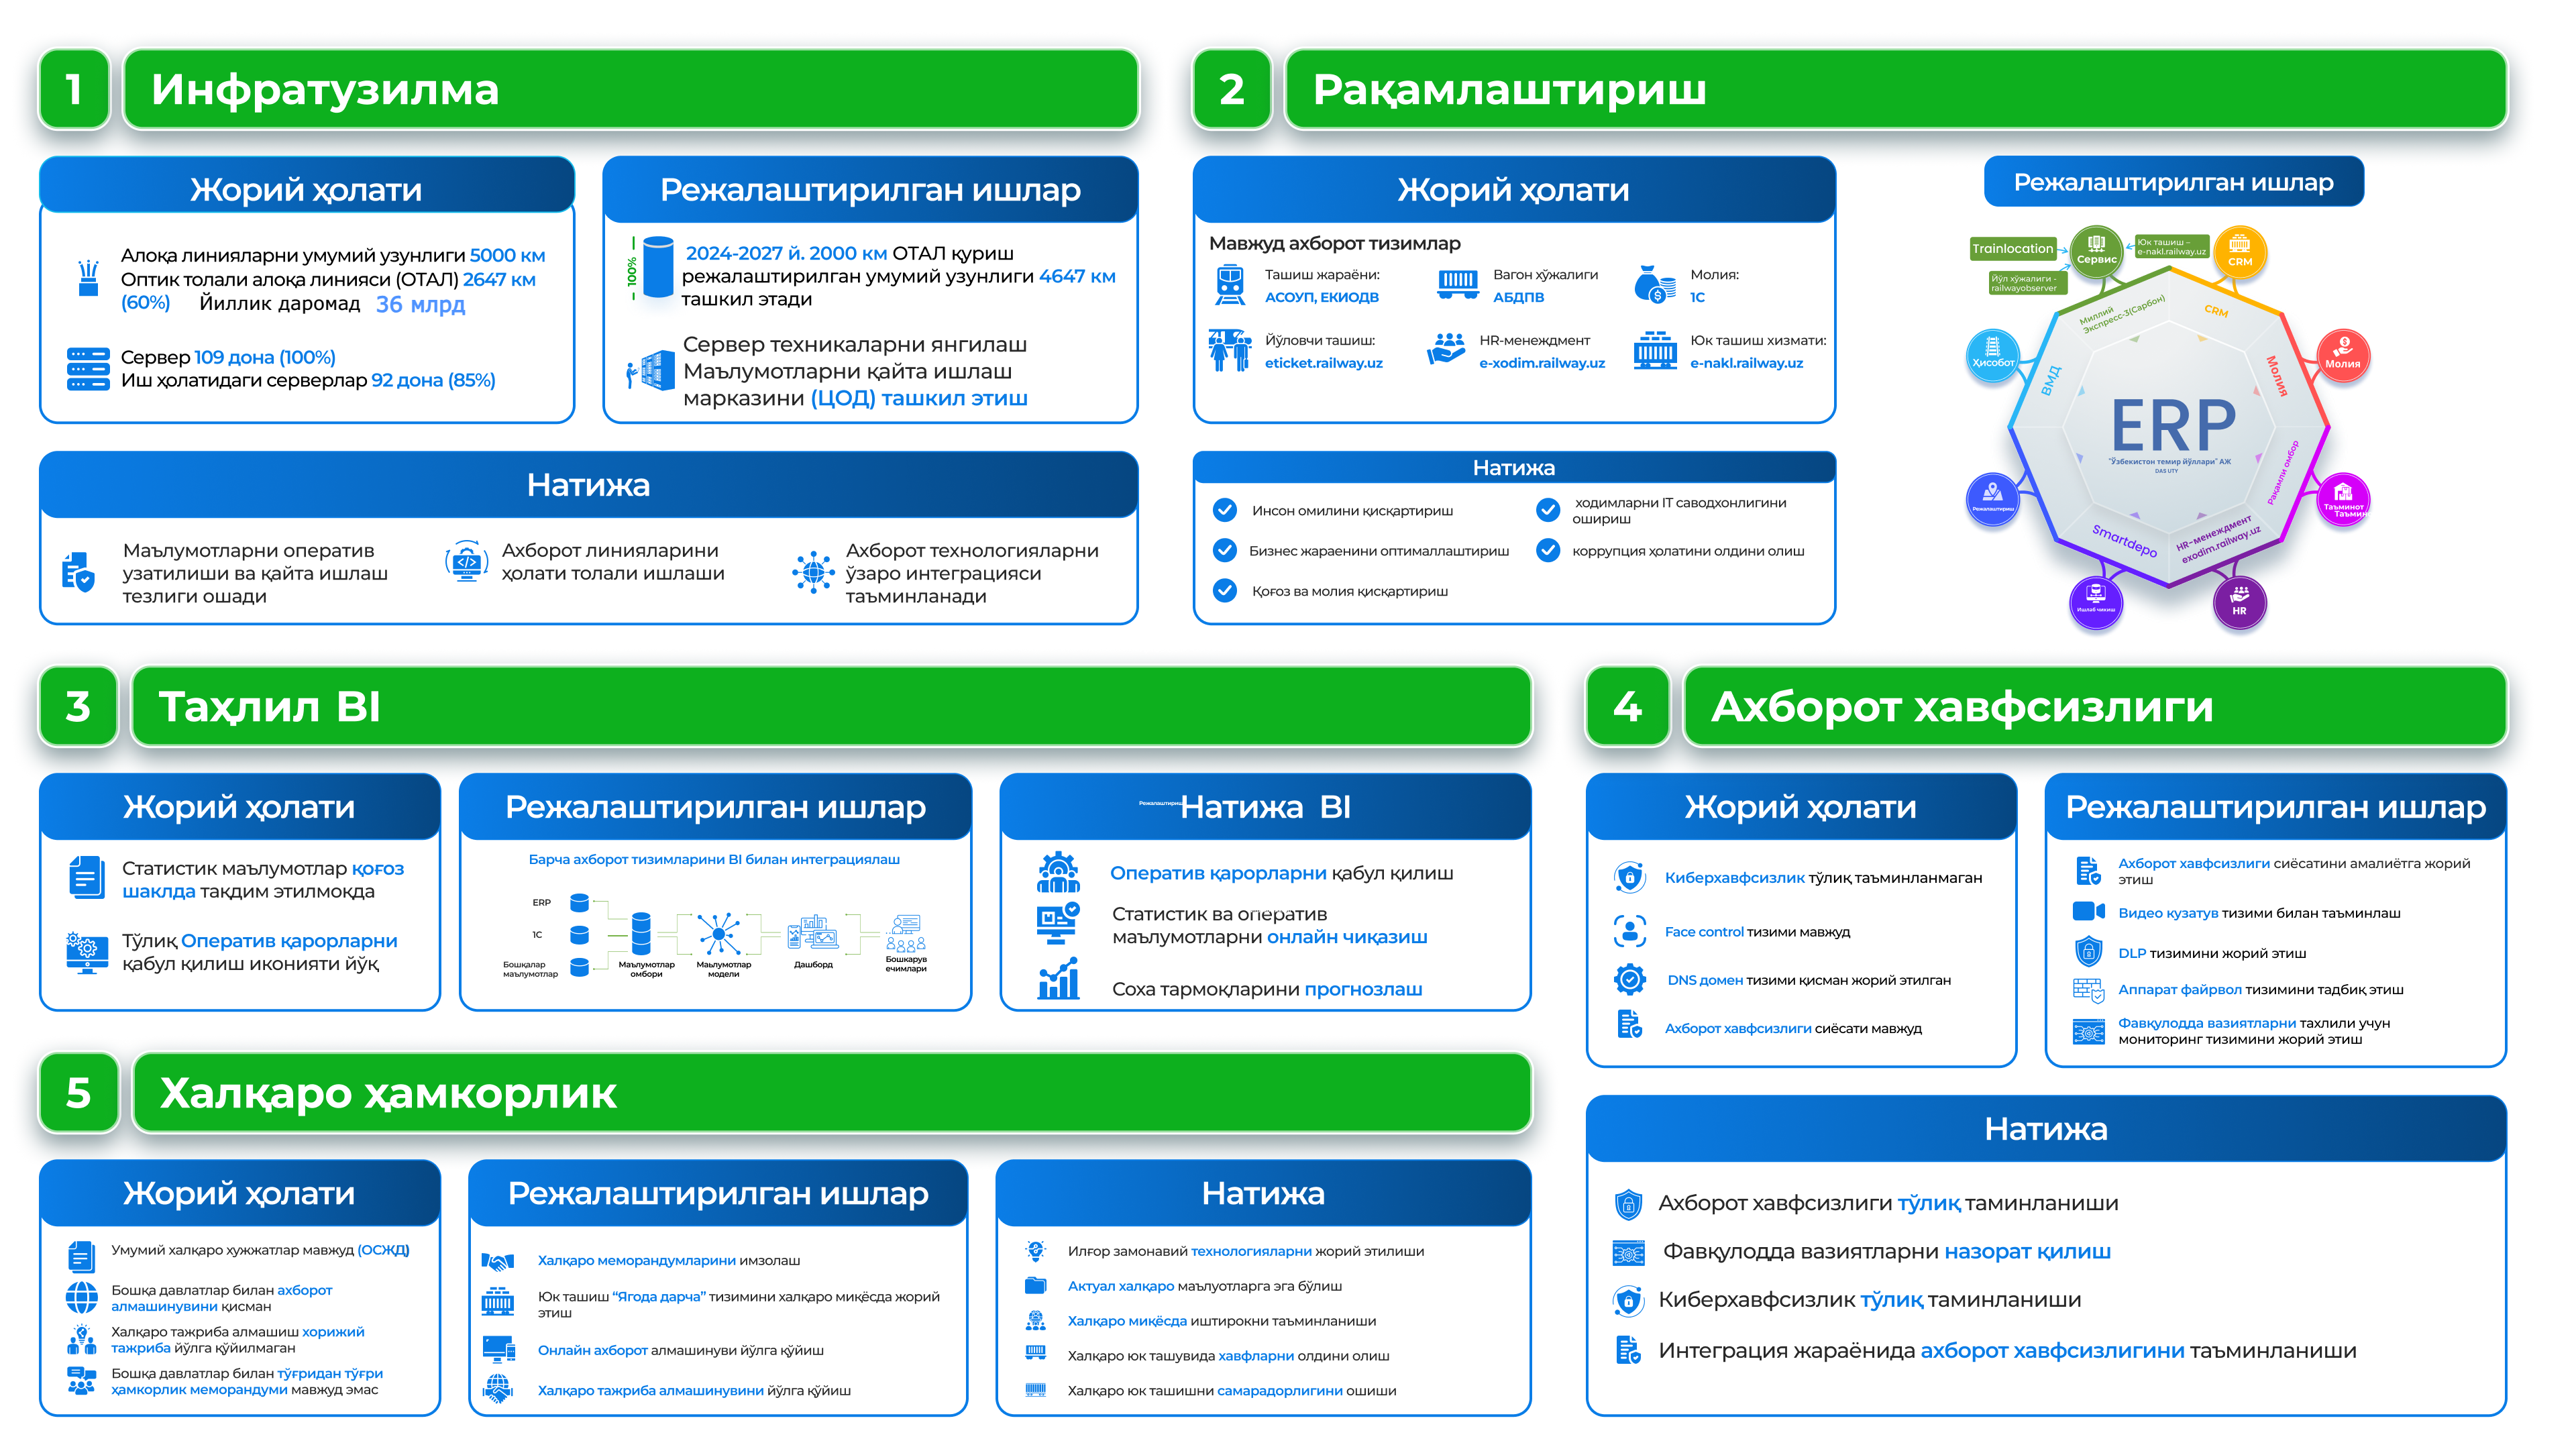 1
Инфратузилма
Жорий ҳолати
Алоқа линияларни умумий узунлиги 5000 км
Оптик толали алоқа линияси (ОТАЛ) 2647 км
(60%) Йиллик даромад 36 млрд
Сервер 109 дона (100%)
Иш ҳолатидаги серверлар 92 дона (85%)
Режалаштирилган ишлар
100%
2024-2027 й. 2000 км ОТАЛ қуриш
режалаштирилган умумий узунлиги 4647 км
ташкил этади
Сервер техникаларни янгилаш
Маълумотларни қайта ишлаш
марказини (ЦОД) ташкил этиш
Натижа
Маълумотларни оператив
узатилиши ва қайта ишлаш
тезлиги ошади
Ахборот линияларини
ҳолати толали ишлаши
Ахборот технологияларни
ўзаро интеграцияси
таъминланади
2
Рақамлаштириш
Жорий ҳолати
Мавжуд ахборот тизимлар
Ташиш жараёни:
АСОУП, ЕКИОДВ
Вагон хўжалиги
АБДПВ
Молия:
1С
Йўловчи ташиш:
eticket.railway.uz
HR-менеждмент
e-xodim.railway.uz
Юк ташиш хизмати:
e-nakl.railway.uz
Натижа
Инсон омилини қисқартириш
Бизнес жараенини оптималлаштириш
Қоғоз ва молия қисқартириш
ходимларни IT саводхонлигини
ошириш
коррупция ҳолатини олдини олиш
Режалаштирилган ишлар
Trainlocation
Сервис
Юк ташиш –
e-nakl.railway.uz
Йўл хўжалиги -
railwayobserver
CRM
Миллий
Экспресс-3(Сарбон)
CRM
Ҳисобот
ВМД
Молия
Молия
ERP
"Ўзбекистон темир йўллари" АЖ
DAS UTY
Рақамли омбор
Режалаштириш
Таъминот
Таъмин
Smartdepo
HR-менеждмент
exodim.railway.uz
Ишлаб чикиш
HR
3
Таҳлил BI
Жорий ҳолати
Статистик маълумотлар қоғоз
шаклда тақдим этилмоқда
Тўлиқ Оператив қарорларни
қабул қилиш икониятӣ йўқ
Режалаштирилган ишлар
Барча ахборот тизимларини BI билан интеграциялаш
ERP
1C
Бошқалар
маълумотлар
Маълумотлар
омбори
Маълумотлар
модели
Дашборд
Бошкарув
ечимлари
Режалаштириш
Натижа BI
Оператив қарорларни қабул қилиш
Статистик ва оператив
маълумотларни онлайн чиқазиш
Соха тармоқларини прогнозлаш
4
Ахборот хавфсизлиги
Жорий ҳолати
Киберхавфсизлик тўлиқ таъминланмаган
Face control тизими мавжуд
DNS домен тизими қисман жорий этилган
Ахборот хавфсизлиги сиёсати мавжуд
Режалаштирилган ишлар
Ахборот хавфсизлиги сиёсатини амалиётга жорий
этиш
Видео кузатув тизими билан таъминлаш
DLP тизимини жорий этиш
Аппарат файрвол тизимини тадбиқ этиш
Фавқулодда вазиятларни тахлили учун
мониторинг тизимини жорий этиш
Натижа
Ахборот хавфсизлиги тўлиқ таминланиши
Фавқулодда вазиятларни назорат қилиш
Киберхавфсизлик тўлиқ таминланиши
Интеграция жараёнида ахборот хавфсизлигини таъминланиши
5
Халқаро ҳамкорлик
Жорий ҳолати
Умумий халқаро хужжатлар мавжуд (ОСЖД)
Бошқа давлатлар билан ахборот
алмашинувини қисман
Халқаро тажриба алмашиш хорижий
тажриба йўлга қўйилмаган
Бошқа давлатлар билан тўғридан тўғри
ҳамкорлик меморандуми мавжуд эмас
Режалаштирилган ишлар
Халқаро меморандумларини имзолаш
Юк ташиш “Ягода дарча” тизимини халқаро миқёсда жорий
этиш
Онлайн ахборот алмашинуви йўлга қўйиш
Халқаро тажриба алмашинувини йўлга қўйиш
Натижа
Илғор замонавий технологияларни жорий этилиши
Актуал халқаро маълуотларга эга бўлиш
Халқаро миқёсда иштирокни таъминланиши
Халқаро юк ташувида хавфларни олдини олиш
Халқаро юк ташишни самарадорлигини ошиши